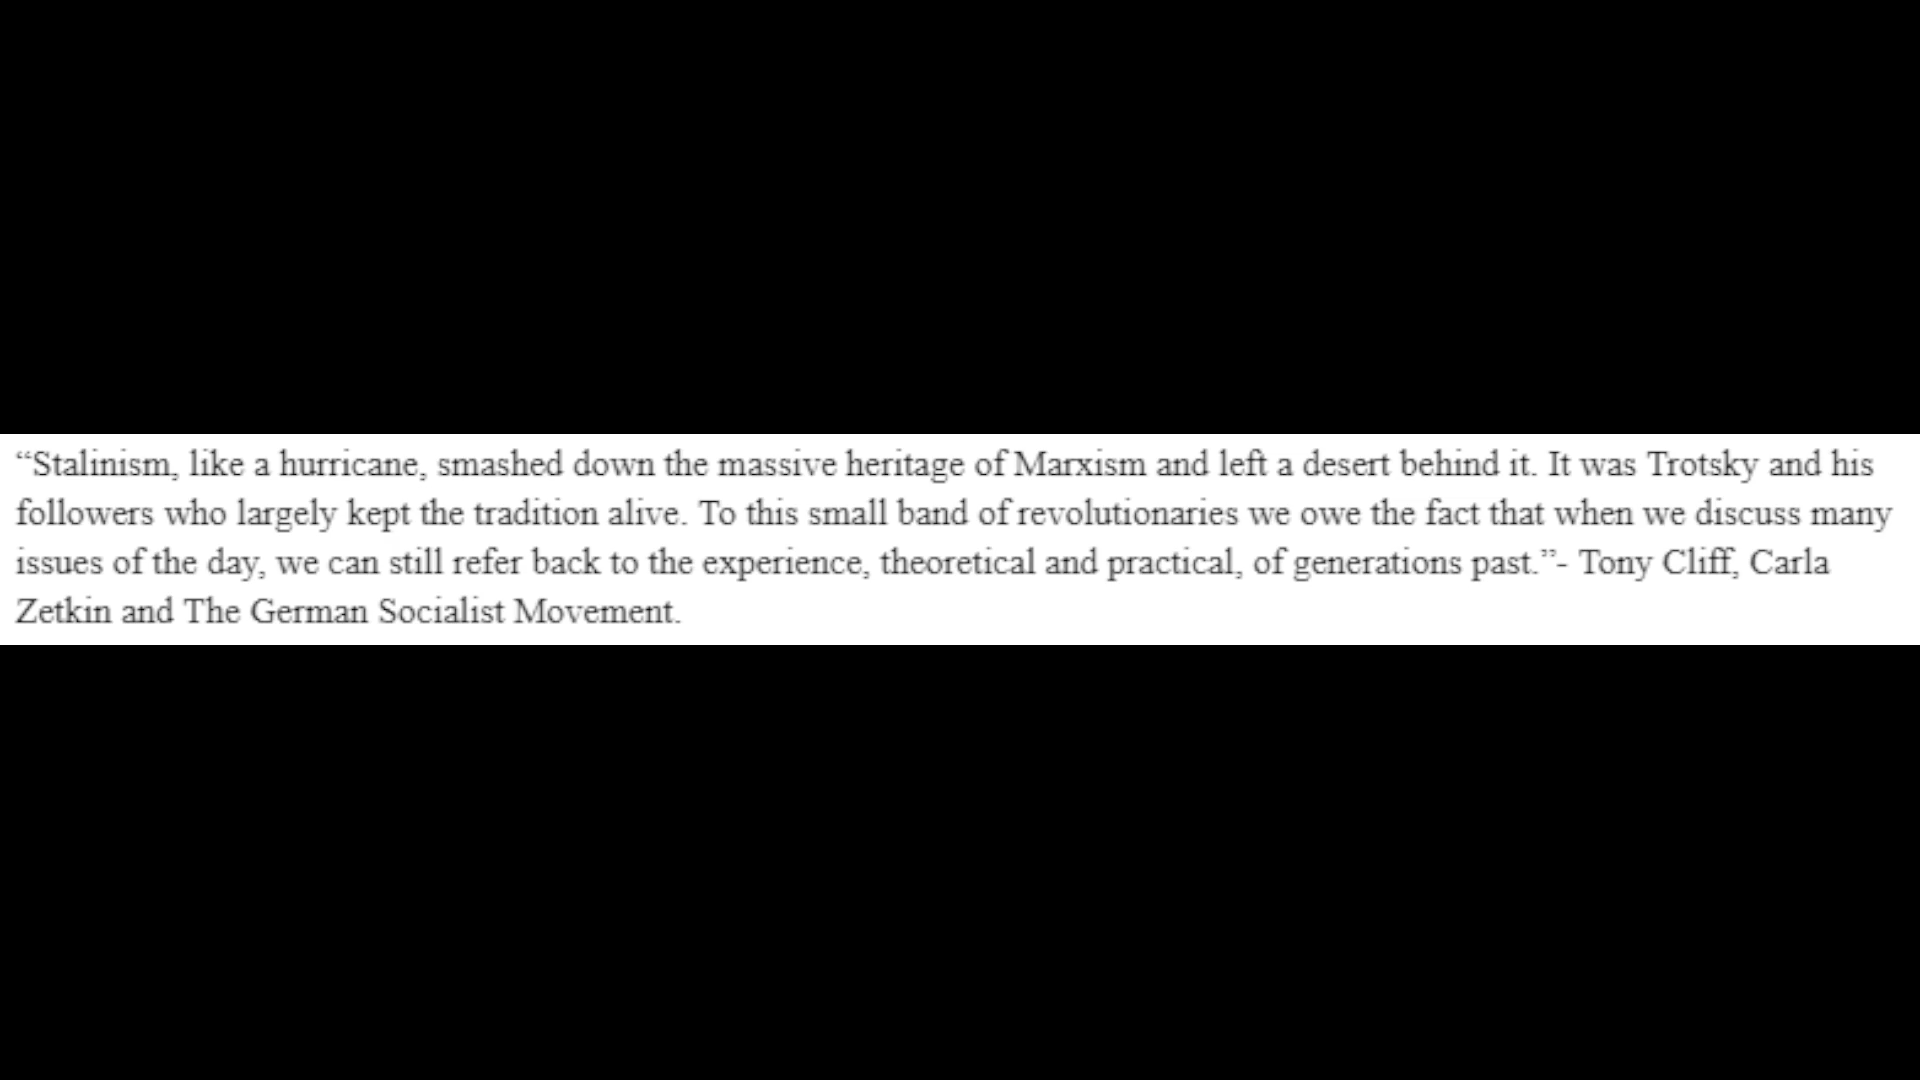 “Stalinism, like a hurricane, smashed down the massive heritage of Marxism and left a desert behind it. It was Trotsky and his
followers who largely kept the tradition alive. To this small band of revolutionaries we owe the fact that when we discuss many
issues of the day, we can still refer back to the experience, theoretical and practical, of generations past.”- Tony Cliff, Carla
Zetkin and The German Socialist Movement.